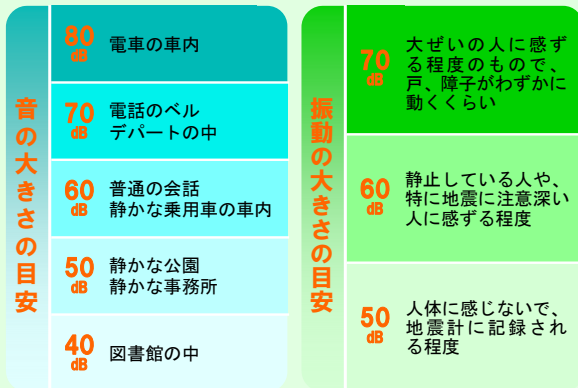 音の大きさの目安
80
dB
電車の車内
70
dB
電話のベル
デパートの中
60
dB
普通の会話
静かな乗用車の車内
50
dB
静かな公園
静かな事務所
40
dB
図書館の中
振動の大きさの目安
70
dB
大ぜいの人に感ず
る程度のもので、
戸、障子がわずかに
動くくらい
60
dB
静止している人や、
特に地震に注意深い
人に感ずる程度
50
dB
人体に感じないで、
地震計に記録され
る程度